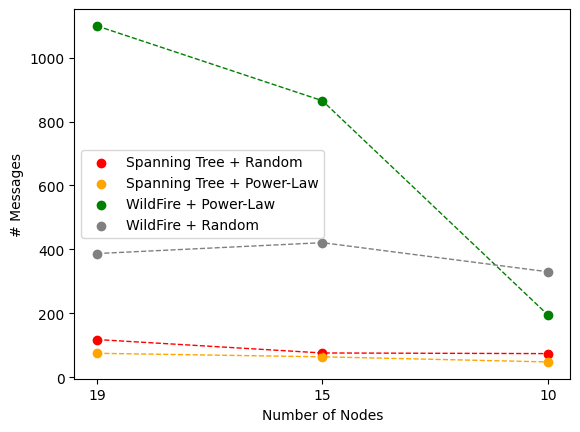 1000
800
600
400
200
0
# Messages
Spanning Tree + Random
Spanning Tree + Power-Law
WildFire + Power-Law
WildFire + Random
19
15
10
Number of Nodes